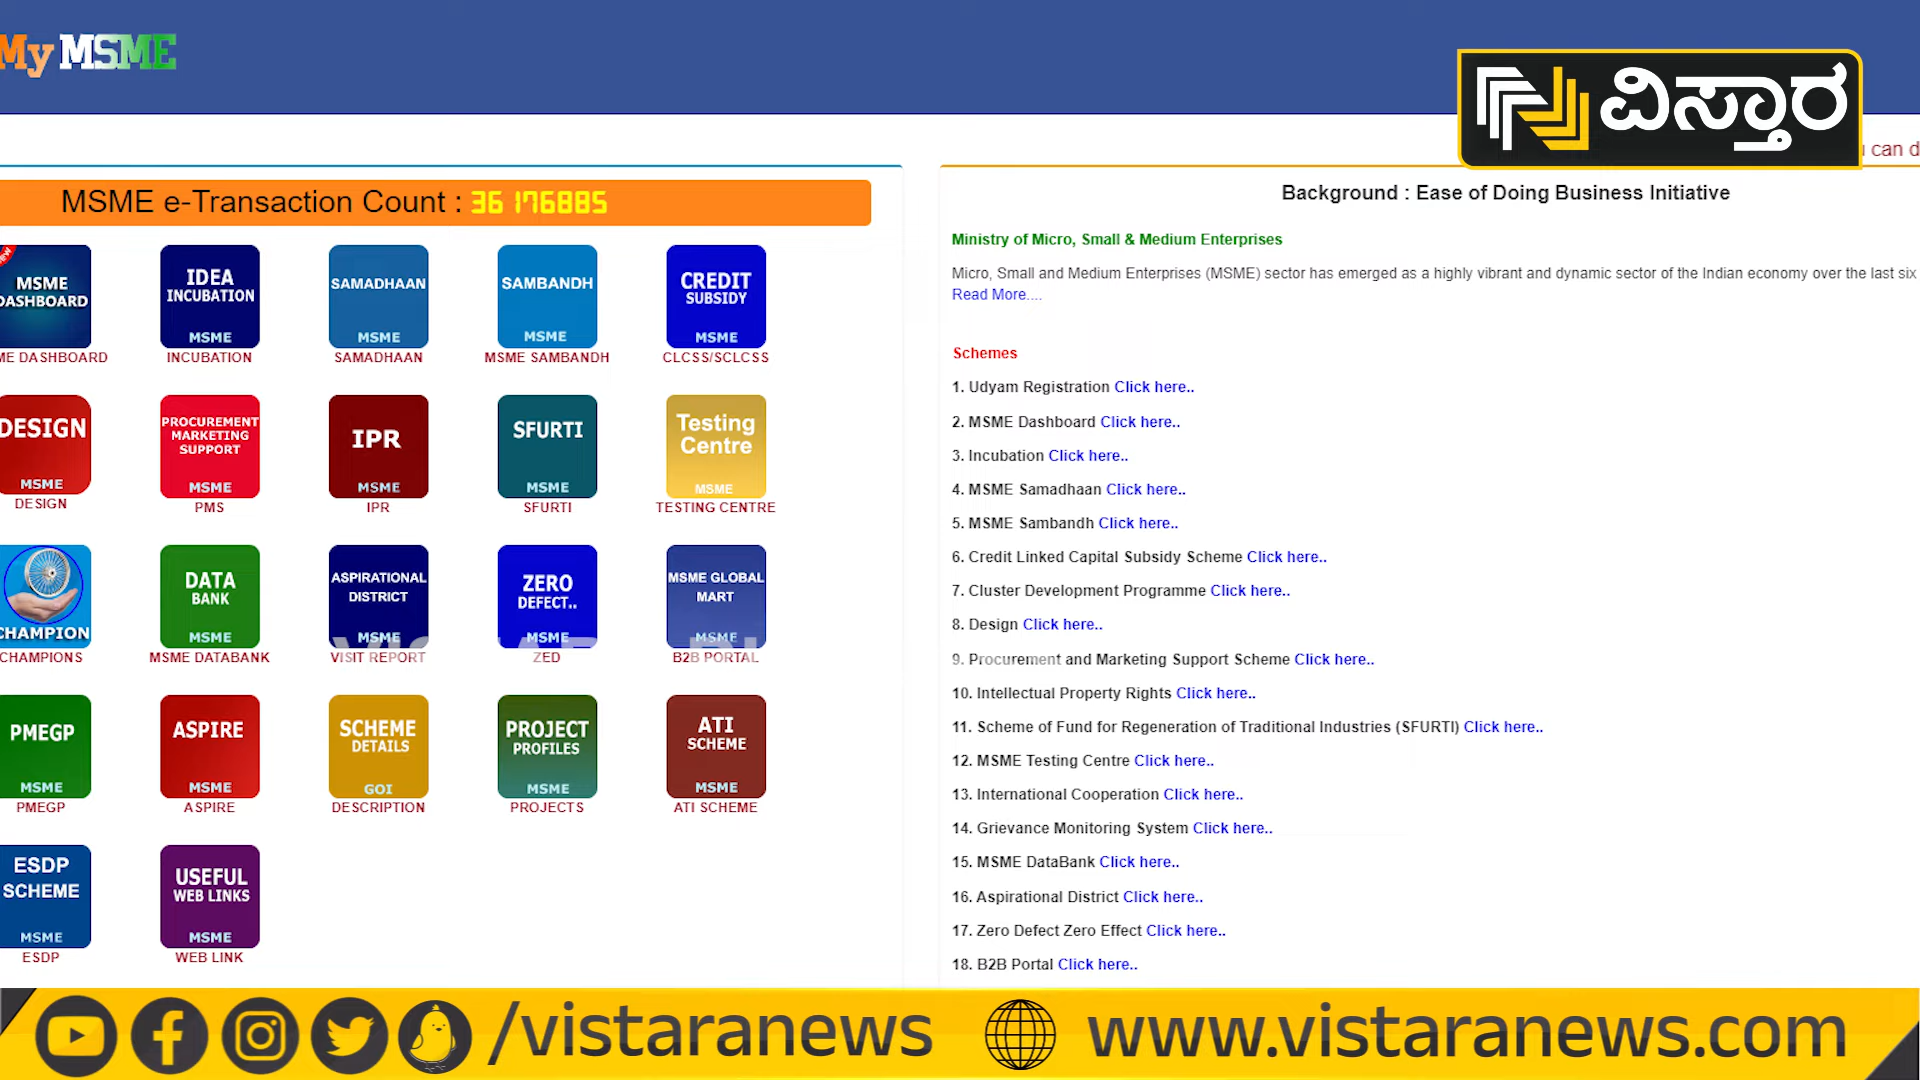 My MSME
ವಿಸ್ತಾರ
can d
MSME e-Transaction Count : 36 176885
MSME
DASHBOARD
ME DASHBOARD
IDEA
INCUBATION
MSME
INCUBATION
SAMADHAAN
MSME
SAMADHAAN
SAMBANDH
MSME
MSME SAMBANDH
CREDIT
SUBSIDY
MSME
CLCSS/SCLCSS
DESIGN
MSME
DESIGN
PROCUREMENT
MARKETING
SUPPORT
MSME
PMS
IPR
MSME
IPR
SFURTI
MSME
SFURTI
Testing
Centre
MSME
TESTING CENTRE
CHAMPION
CHAMPIONS
DATA
BANK
MSME
MSME DATABANK
ASPIRATIONAL
DISTRICT
MSME
VISIT REPORT
ZERO
DEFECT..
MSME
ZED
MSME GLOBAL
MART
MSME
B2B PORTAL
PMEGP
MSME
PMEGP
ASPIRE
MSME
ASPIRE
SCHEME
DETAILS
GOI
DESCRIPTION
PROJECT
PROFILES
MSME
PROJECTS
ATI
SCHEME
MSME
ATI SCHEME
ESDP
SCHEME
MSME
ESDP
USEFUL
WEB LINKS
MSME
WEB LINK
Background : Ease of Doing Business Initiative
Ministry of Micro, Small & Medium Enterprises
Micro, Small and Medium Enterprises (MSME) sector has emerged as a highly vibrant and dynamic sector of the Indian economy over the last six
Read More....
Schemes
1. Udyam Registration Click here..
2. MSME Dashboard Click here..
3. Incubation Click here..
4. MSME Samadhaan Click here..
5. MSME Sambandh Click here..
6. Credit Linked Capital Subsidy Scheme Click here..
7. Cluster Development Programme Click here..
8. Design Click here..
9. Procurement and Marketing Support Scheme Click here..
10. Intellectual Property Rights Click here..
11. Scheme of Fund for Regeneration of Traditional Industries (SFURTI) Click here..
12. MSME Testing Centre Click here..
13. International Cooperation Click here..
14. Grievance Monitoring System Click here..
15. MSME DataBank Click here..
16. Aspirational District Click here..
17. Zero Defect Zero Effect Click here..
18. B2B Portal Click here..
/vistaranews
www.vistaranews.com